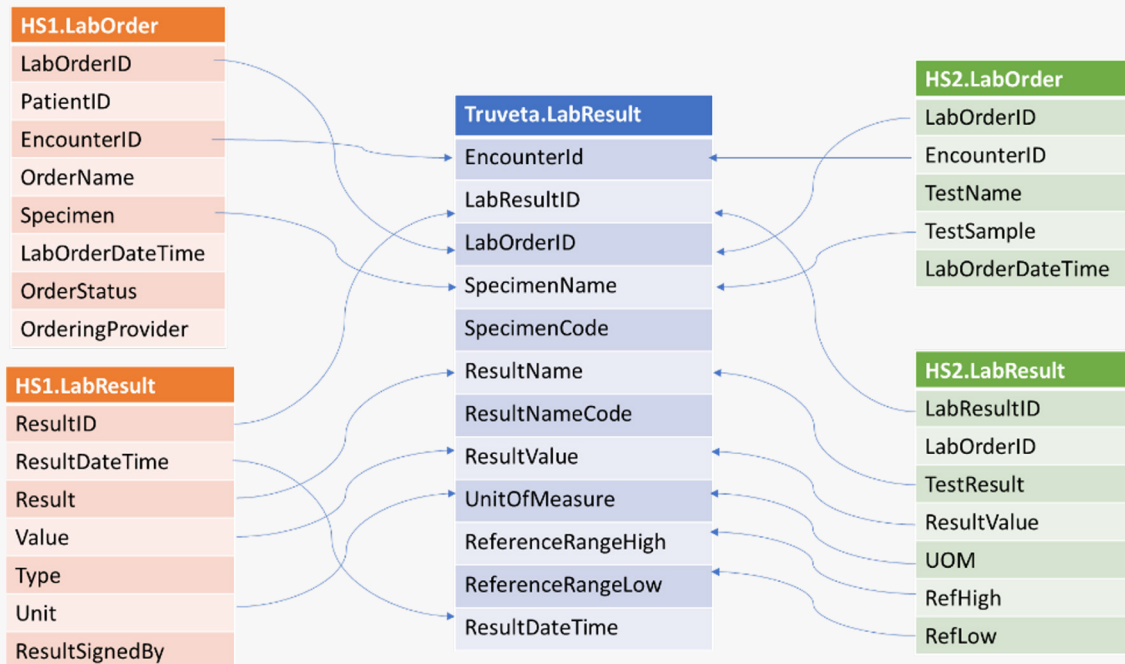 HS1.LabOrder
LabOrderID
PatientID
EncounterID
OrderName
Specimen
LabOrderDateTime
OrderStatus
OrderingProvider
HS1.LabResult
ResultID
ResultDateTime
Result
Value
Type
Unit
ResultSignedBy
Truveta.LabResult
EncounterId
LabResultID
LabOrderID
SpecimenName
SpecimenCode
ResultName
ResultNameCode
ResultValue
UnitOfMeasure
ReferenceRangeHigh
ReferenceRangeLow
ResultDateTime
HS2.LabOrder
LabOrderID
EncounterID
TestName
TestSample
LabOrderDateTime
HS2.LabResult
LabResultID
LabOrderID
TestResult
ResultValue
UOM
RefHigh
RefLow